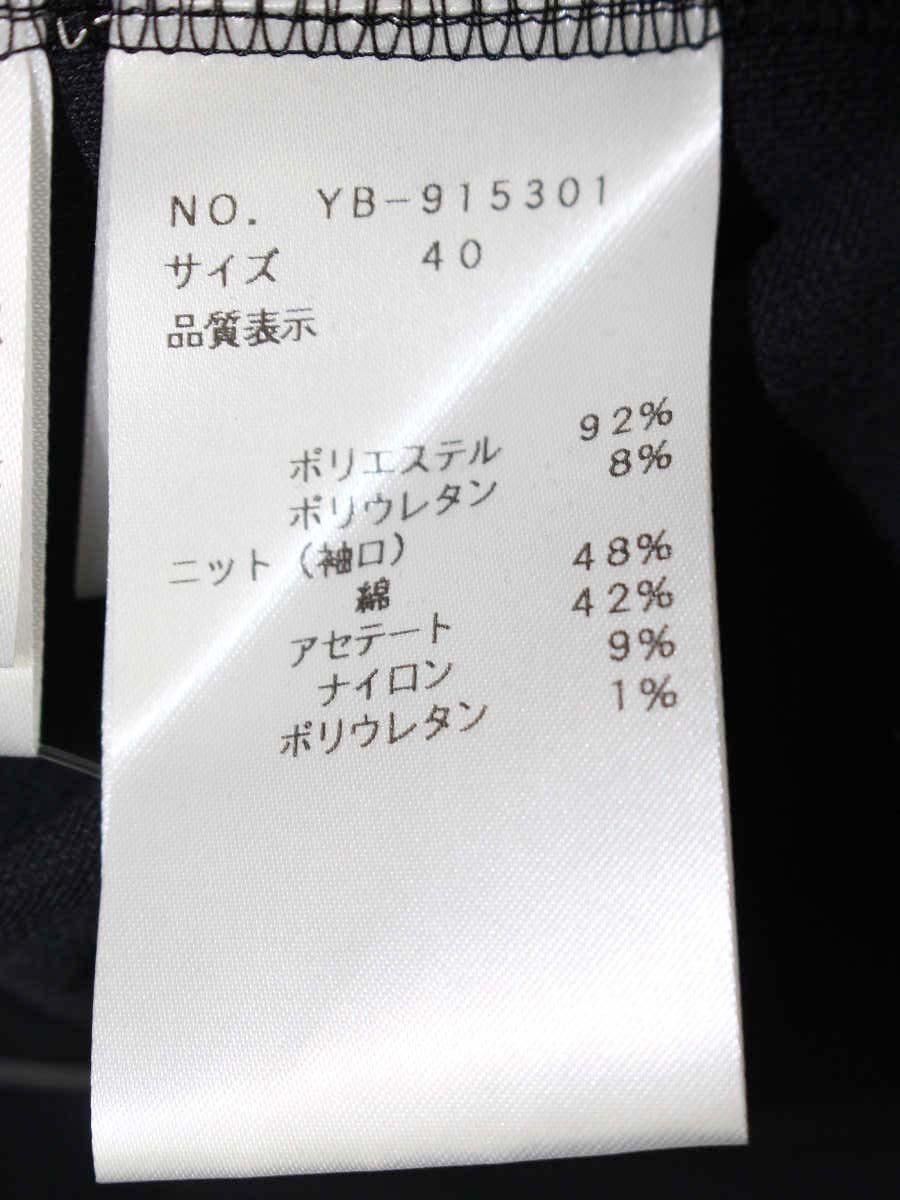 NO. YB-915301
サイズ 40
品質表示
ポリエステル 92%
ポリウレタン 8%
ニット（袖口）
綿 48%
アセテート 42%
ナイロン 9%
ポリウレタン 1%